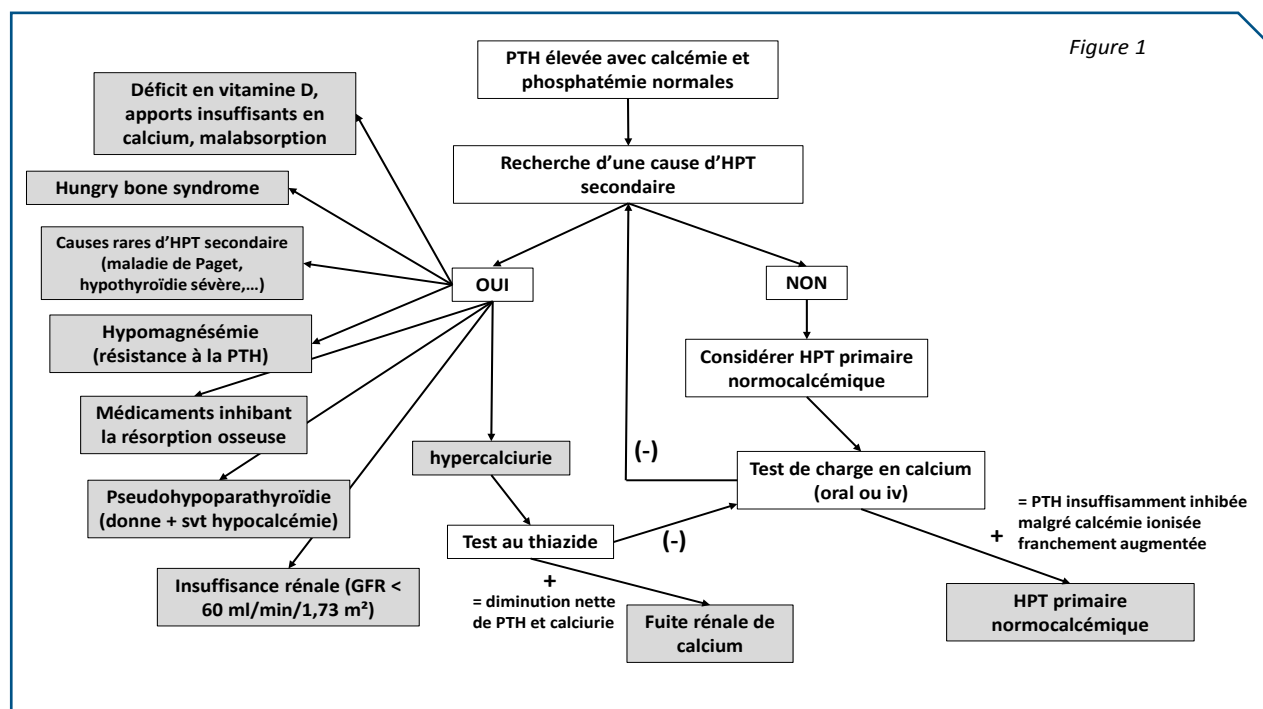 Figure 1
PTH élevée avec calcémie et
phosphatémie normales
Déficit en vitamine D,
apports insuffisants en
calcium, malabsorption
Recherche d'une cause d'HPT
secondaire
Hungry bone syndrome
Causes rares d'HPT secondaire
(maladie de Paget,
hypothyroïdie sévère,...)
OUI
NON
Hypomagnésémie
(résistance à la PTH)
Considérer HPT primaire
normocalcémique
Médicaments inhibant
la résorption osseuse
hypercalciurie
(-)
Test de charge en calcium
(oral ou iv)
Pseudohypoparathyroïdie
(donne + svt hypocalcémie)
= PTH insuffisamment inhibée
malgré calcémie ionisée
franchement augmentée
+
Test au thiazide
(-)
Insuffisance rénale (GFR <
60 ml/min/1,73 m²)
+
= diminution nette
de PTH et calciurie
Fuite rénale de
calcium
HPT primaire
normocalcémique